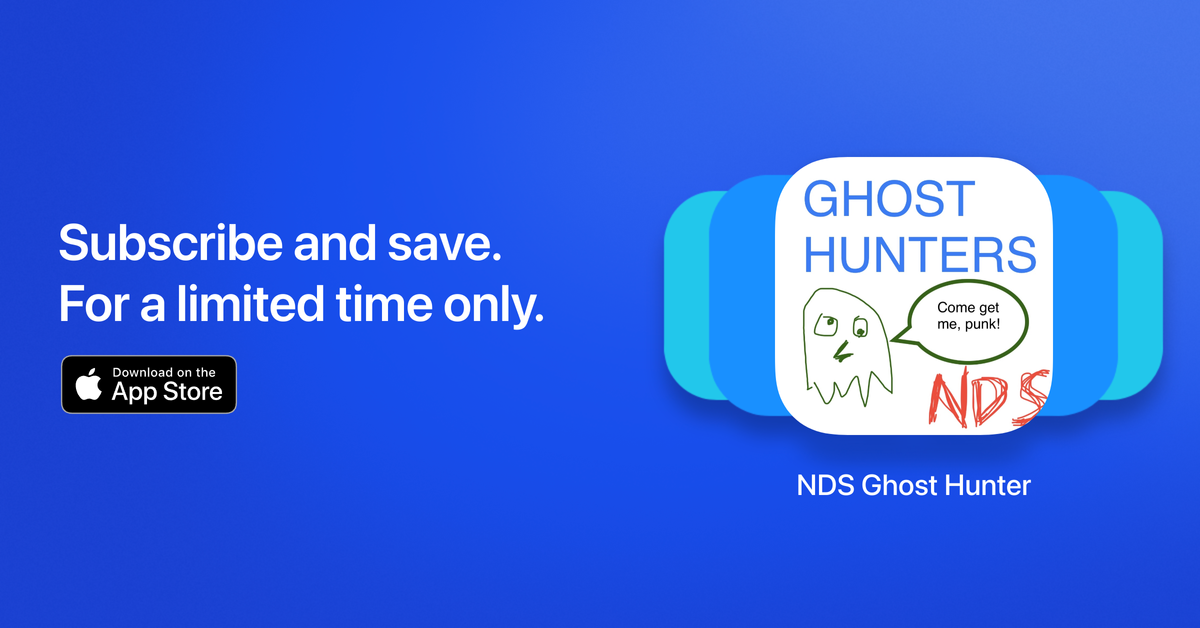 Subscribe and save.
For a limited time only.
Download on the
App Store
GHOST
HUNTERS
Come get
me, punk!
NDS
NDS Ghost Hunter